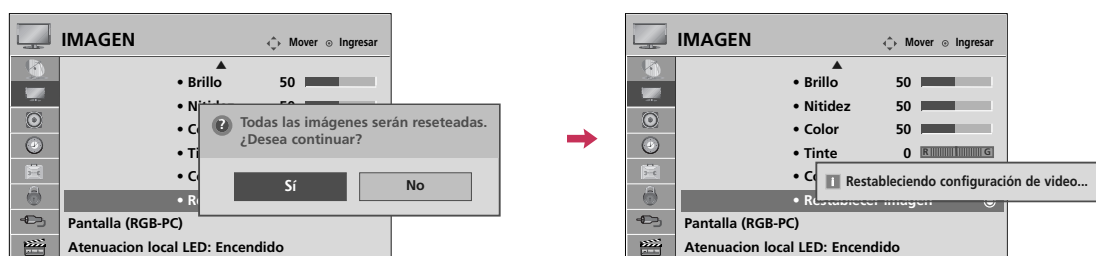 IMAGEN Mover Ingresar
• Brillo 50
Todas las imágenes serán reseteadas.
¿Desea continuar?
Sí No
Pantalla (RGB-PC)
Atenuacion local LED: Encendido
IMAGEN Mover Ingresar
• Brillo 50
• Nitidez 50
• Color 50
• Tinte 0 R G
Restableciendo configuración de video...
• Restablecer imagen
Pantalla (RGB-PC)
Atenuacion local LED: Encendido